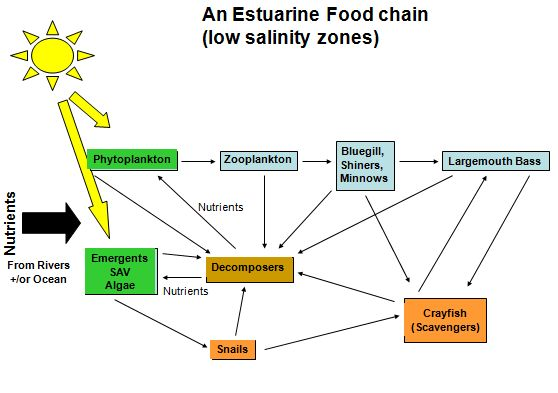 An Estuarine Food chain
(low salinity zones)
Phytoplankton
Zooplankton
Bluegill,
Shiners,
Minnows
Largemouth Bass
Nutrients
Nutrients
From Rivers
+/or Ocean
Emergents
SAV
Algae
Decomposers
Nutrients
Snails
Crayfish
(Scavengers)